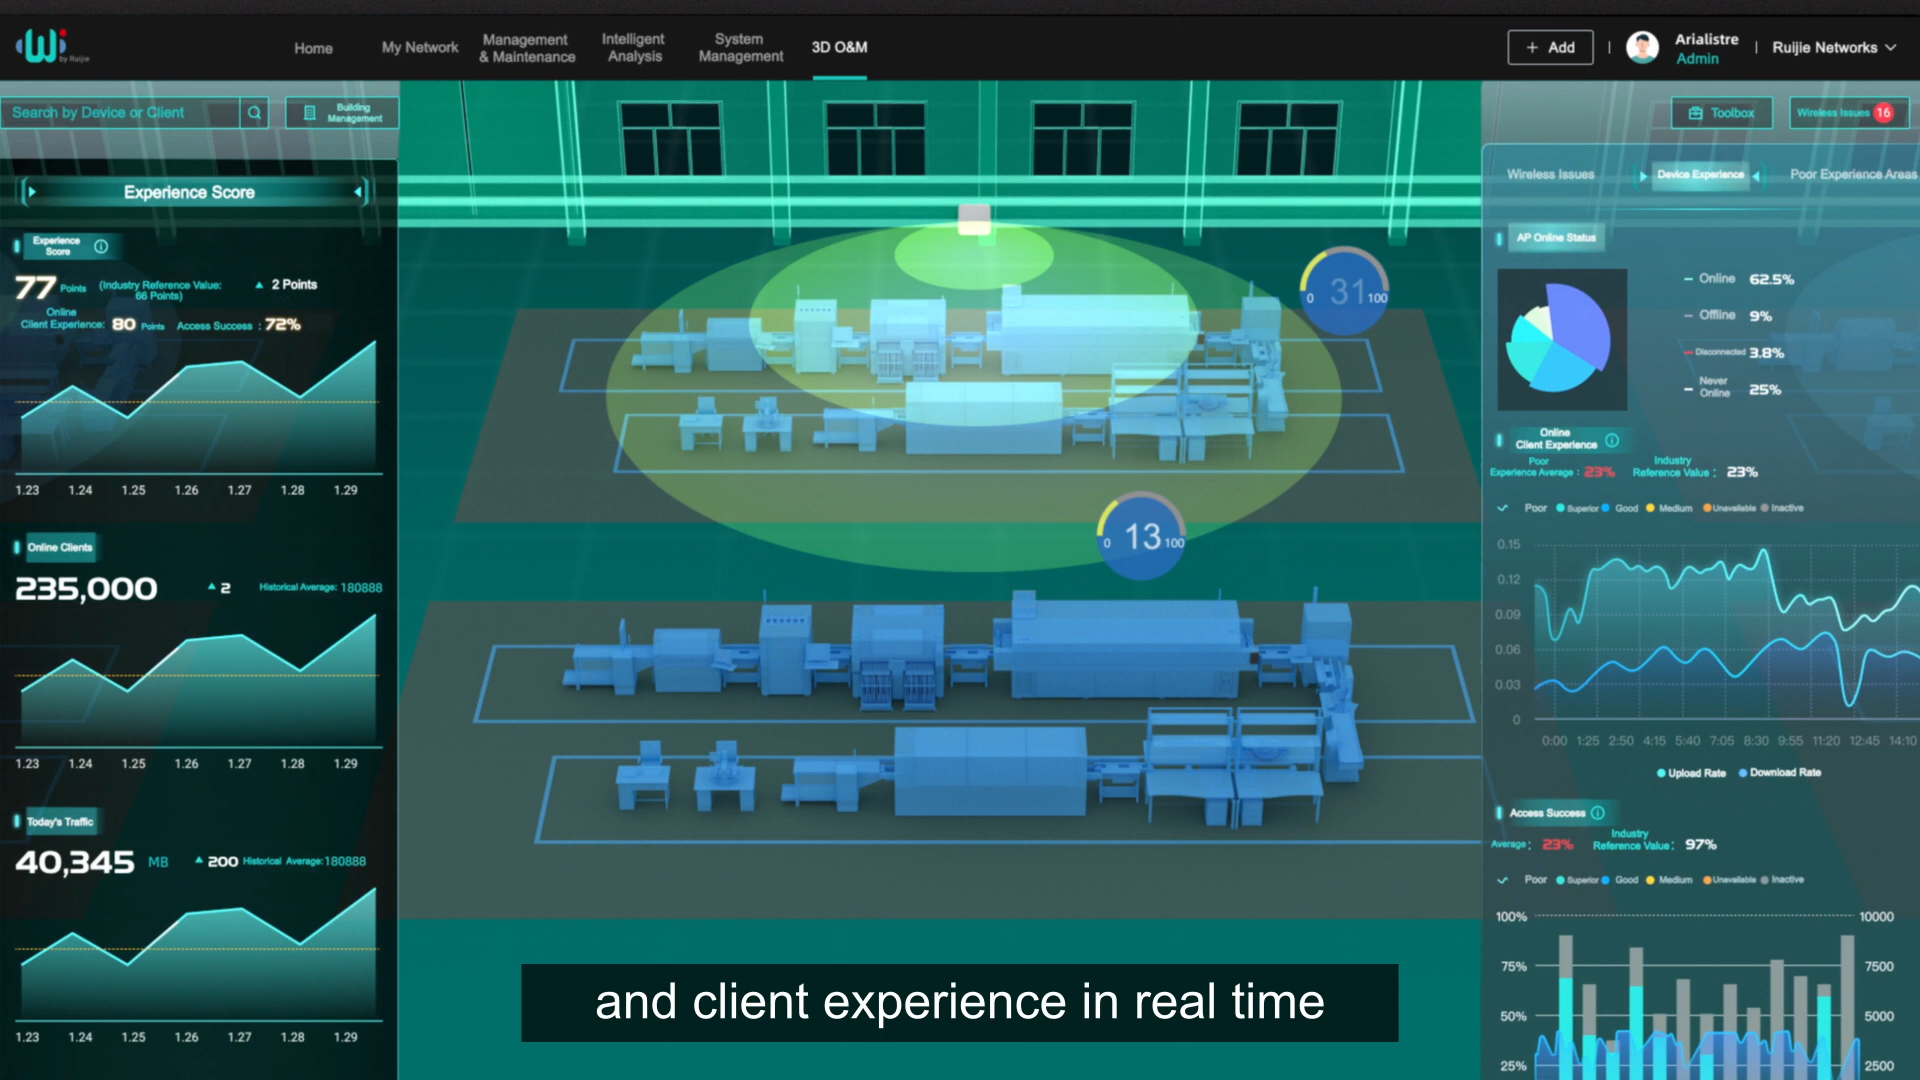 Wi
by Ruijie
Home
My Network
Management
& Maintenance
Intelligent
Analysis
System
Management
3D O&M
+ Add
Arialistre
Admin
Ruijie Networks
Search by Device or Client
Building
Management
Toolbox
Wireless Issues 16
Experience Score
Experience
Score
77 Points (Industry Reference Value:
66 Points)
2 Points
Online
Client Experience: 80 Points Access Success : 72%
1.23 1.24 1.25 1.26 1.27 1.28 1.29
Online Clients
235,000 2 Historical Average: 180888
1.23 1.24 1.25 1.26 1.27 1.28 1.29
Today's Traffic
40,345 MB 200 Historical Average:180888
1.23 1.24 1.25 1.26 1.27 1.28 1.29
0 31 100
0 13 100
and client experience in real time
Wireless Issues
Device Experience
Poor Experience Areas
AP Online Status
Online 62.5%
Offline 9%
Disconnected 3.8%
Never
Online 25%
Online
Client Experience
Poor
Experience Average : 23%
Industry
Reference Value : 23%
Poor Superior Good Medium Unavailable Inactive
0.15
0.12
0.09
0.06
0.03
0
0:00 1:25 2:50 4:15 5:40 7:05 8:30 9:55 11:20 12:45 14:10
Upload Rate Download Rate
Access Success
Average : 23%
Industry
Reference Value : 97%
Poor Superior Good Medium Unavailable Inactive
100% 10000
75% 7500
50% 5000
25% 2500